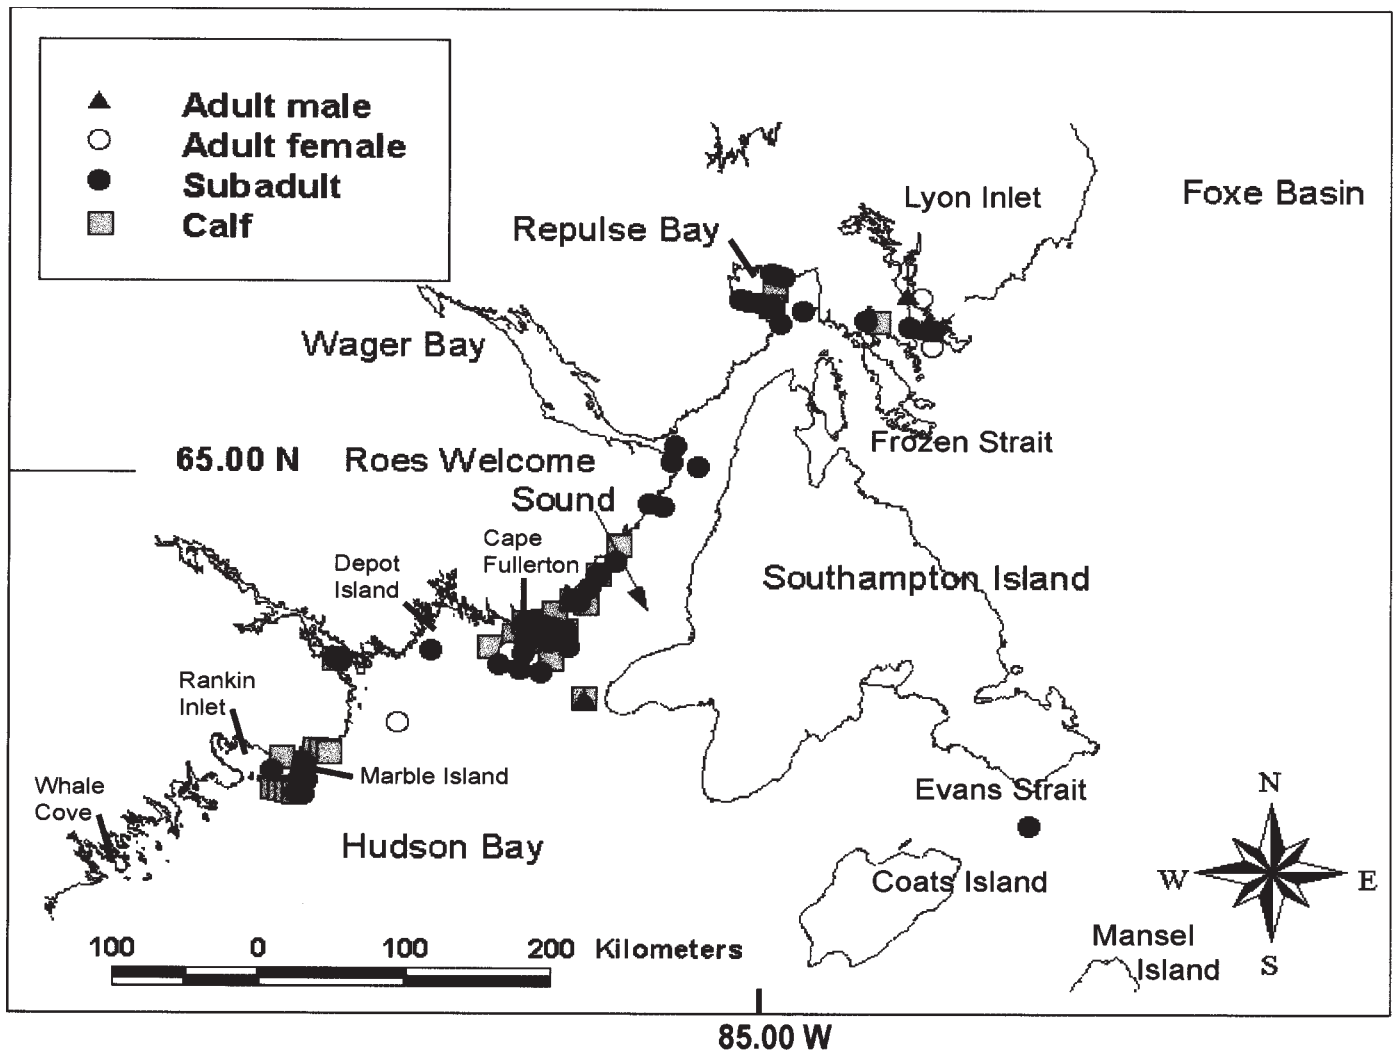 Adult male
Adult female
Subadult
Calf
Lyon Inlet
Foxe Basin
Repulse Bay
Wager Bay
Frozen Strait
65.00 N
Roes Welcome
Sound
Cape
Fullerton
Depot
Island
Southampton Island
Rankin
Inlet
Marble Island
Whale
Cove
Evans Strait
Hudson Bay
Coats Island
N
W
E
S
Mansel
Island
100 0 100 200 Kilometers
85.00 W